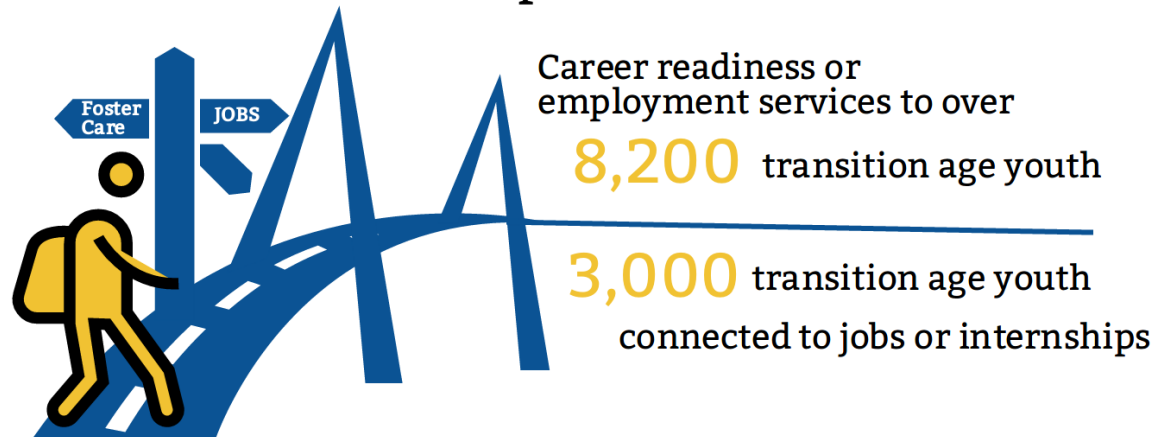 Foster
Care
JOBS
Career readiness or
employment services to over
8,200 transition age youth
3,000 transition age youth
connected to jobs or internships